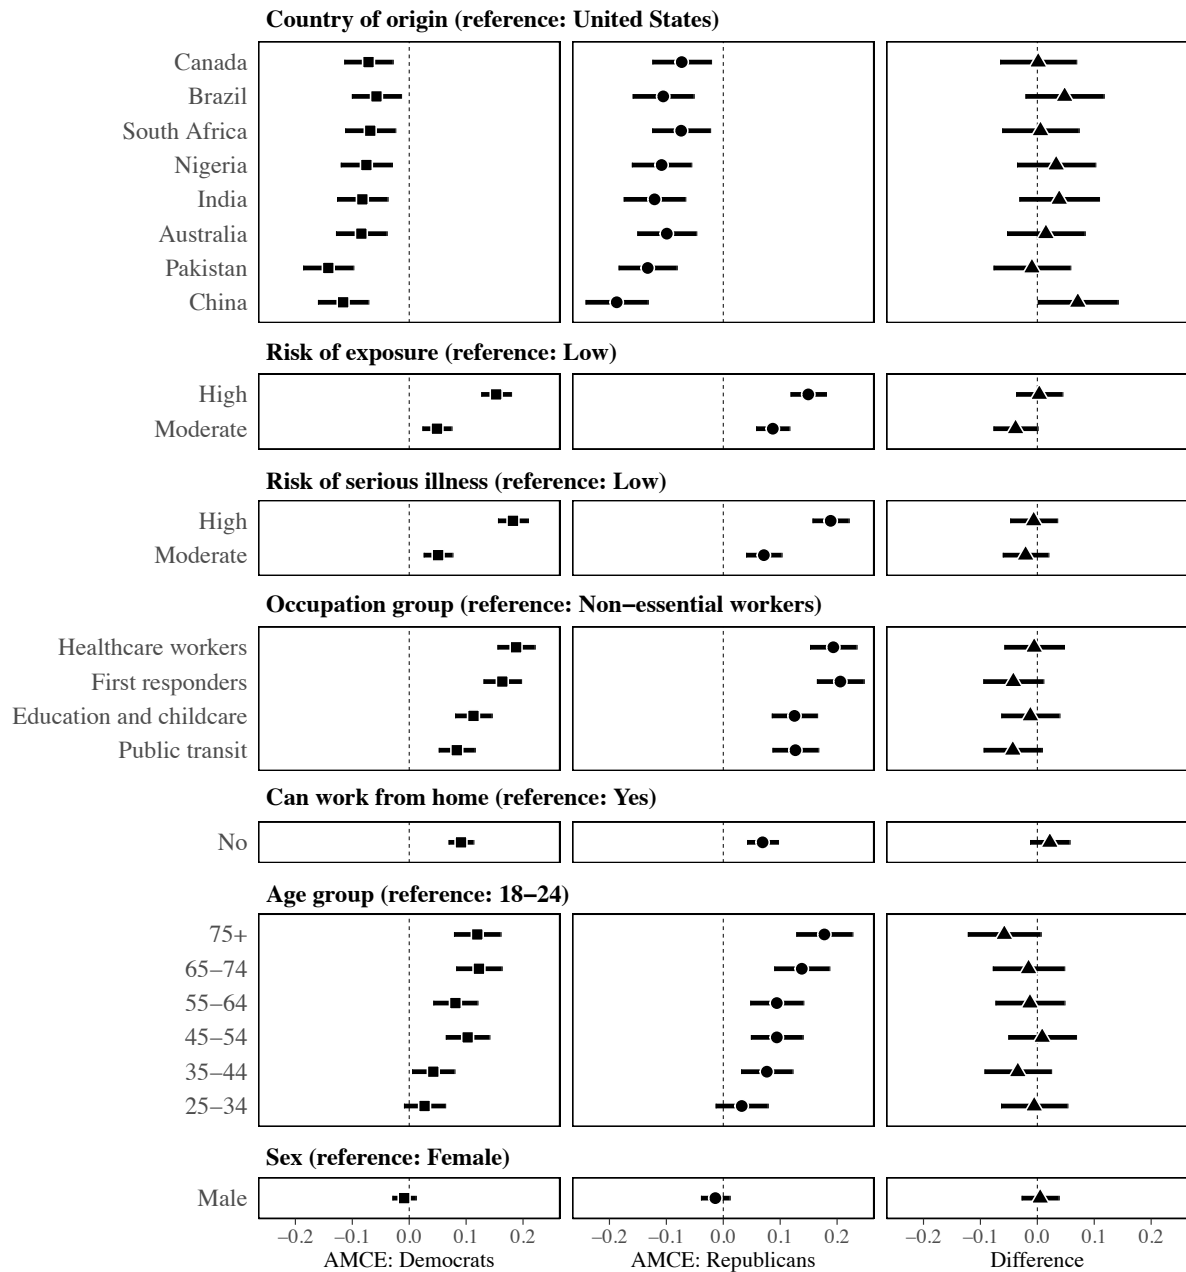 Country of origin (reference: United States)
Canada
Brazil
South Africa
Nigeria
India
Australia
Pakistan
China
Risk of exposure (reference: Low)
High
Moderate
Risk of serious illness (reference: Low)
High
Moderate
Occupation group (reference: Non−essential workers)
Healthcare workers
First responders
Education and childcare
Public transit
Can work from home (reference: Yes)
No
Age group (reference: 18−24)
75+
65−74
55−64
45−54
35−44
25−34
Sex (reference: Female)
Male
−0.2 −0.1 0.0 0.1 0.2 −0.2 −0.1 0.0 0.1 0.2 −0.2 −0.1 0.0 0.1 0.2
AMCE: Democrats AMCE: Republicans Difference